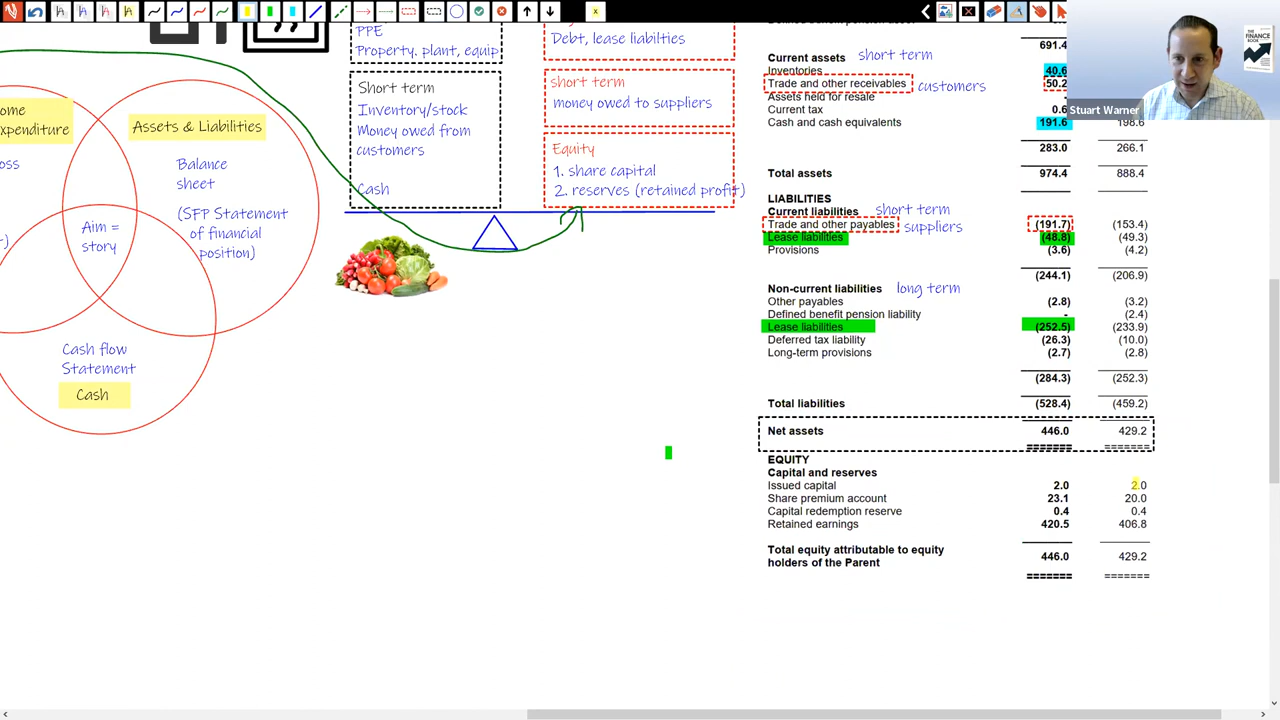 PPE
Property. plant, equip
Short term
Inventory/stock
Money owed from
customers
Cash
Debt, lease liabilties
short term
money owed to suppliers
Equity
1. share capital
2. reserves (retained profit)
ome
xpenditure
oss
Assets & Liabilities
Balance
sheet
(SFP Statement
of financial
position)
Aim =
story
Cash flow
Statement
Cash
691.4
Current assets short term
Inventories 40.6
Trade and other receivables customers 50.2
Assets held for resale
Current tax 0.6
Cash and cash equivalents 191.6 198.6
283.0 266.1
Total assets 974.4 888.4
LIABILITIES
Current liabilities short term
Trade and other payables suppliers (191.7) (153.4)
Lease liabilities (48.8) (49.3)
Provisions (3.6) (4.2)
(244.1) (206.9)
Non-current liabilities long term
Other payables (2.8) (3.2)
Defined benefit pension liability - (2.4)
Lease liabilities (252.5) (233.9)
Deferred tax liability (26.3) (10.0)
Long-term provisions (2.7) (2.8)
(284.3) (252.3)
Total liabilities (528.4) (459.2)
Net assets 446.0 429.2
======= =======
EQUITY
Capital and reserves
Issued capital 2.0 2.0
Share premium account 23.1 20.0
Capital redemption reserve 0.4 0.4
Retained earnings 420.5 406.8
Total equity attributable to equity
holders of the Parent 446.0 429.2
======= =======
Stuart Warner
THE
FINANCE
BOOK